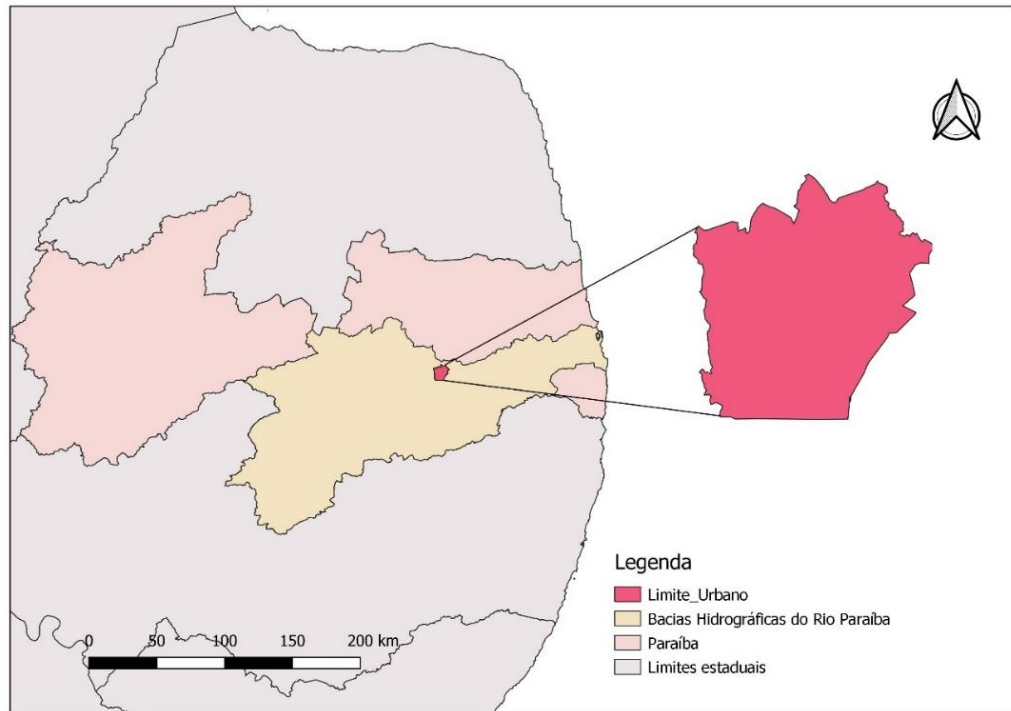 Legenda
Limite_Urbano
Bacias Hidrográficas do Rio Paraíba
Paraíba
Limites estaduais
0 50 100 150 200 km